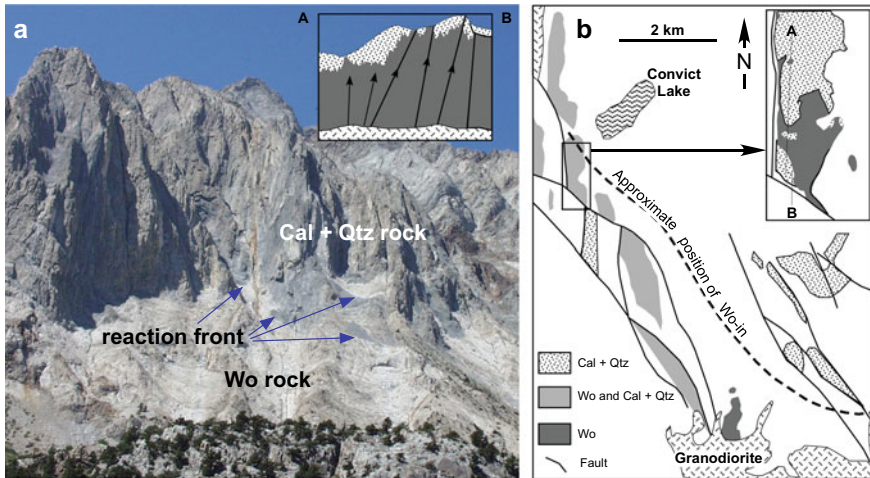 a
A
B
Cal + Qtz rock
reaction front
Wo rock
b
2 km
N
Convict
Lake
A
B
Approximate position of Wo-in
Cal + Qtz
Wo and Cal + Qtz
Wo
Fault
Granodiorite